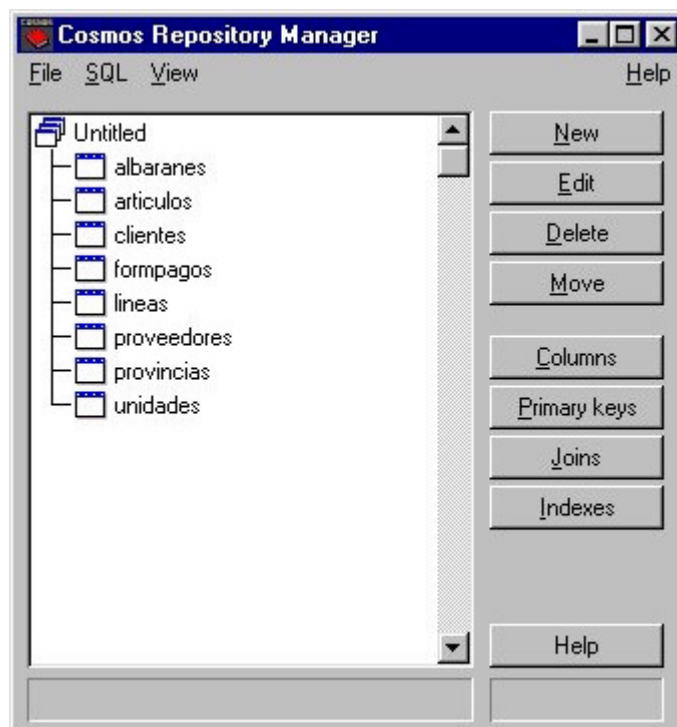 COSMOS
Cosmos Repository Manager
File SQL View Help
Untitled
albaranes
articulos
clientes
formpagos
lineas
proveedores
provincias
unidades
New
Edit
Delete
Move
Columns
Primary keys
Joins
Indexes
Help